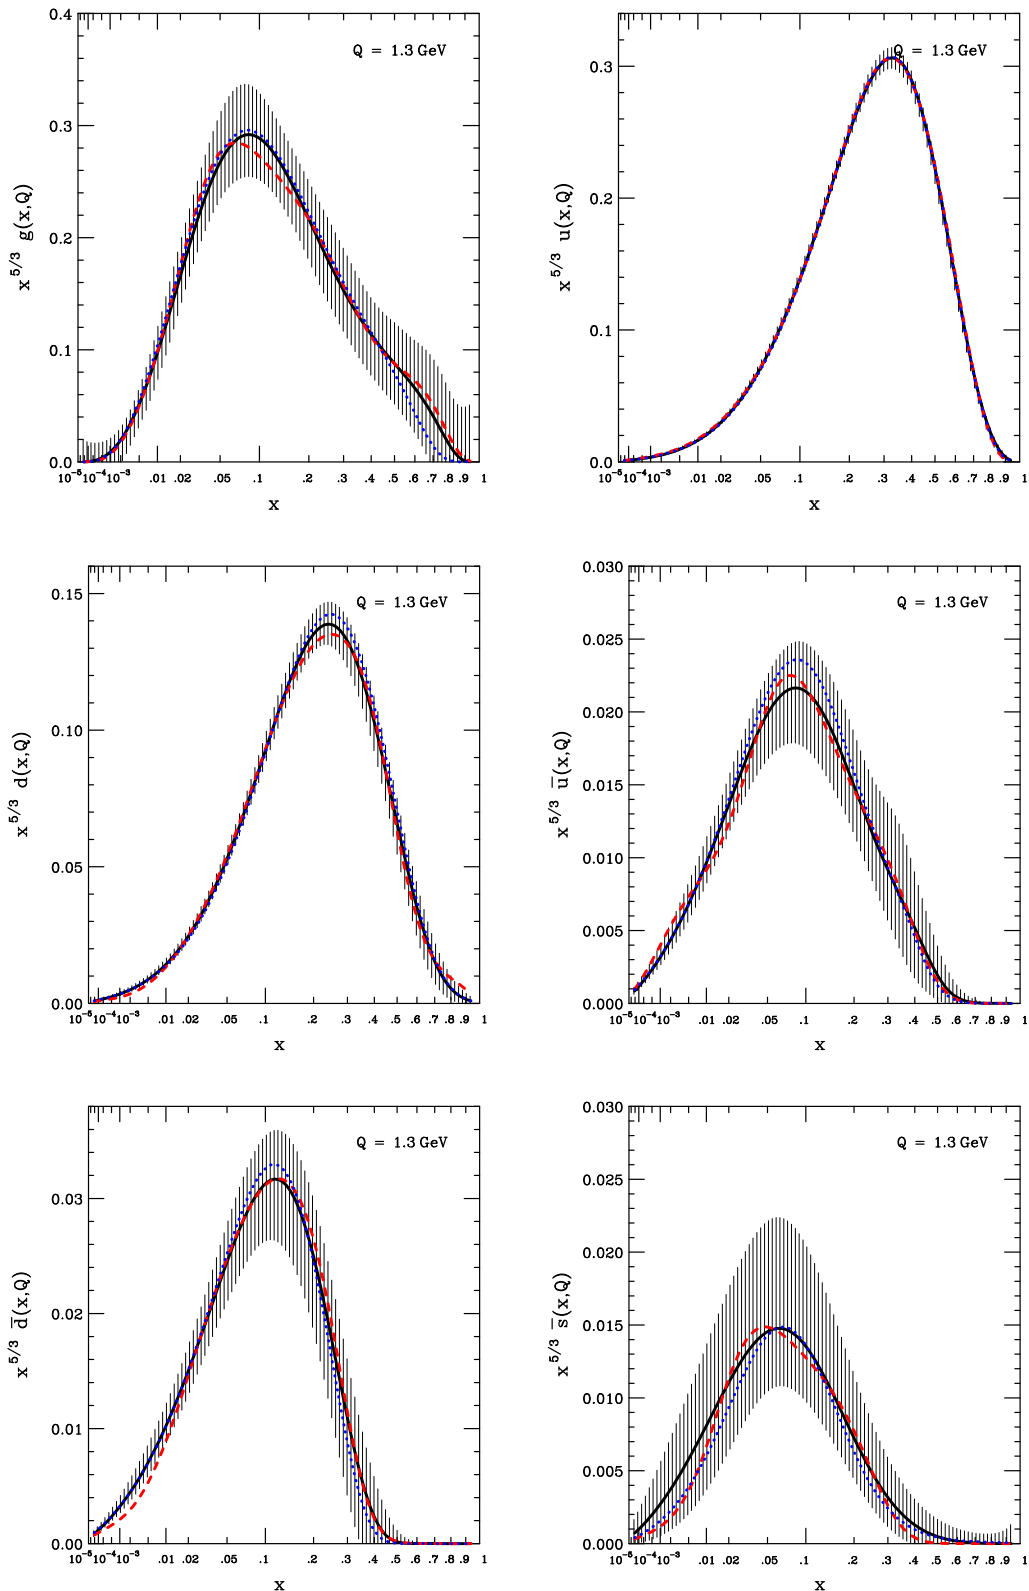 0.4
Q = 1.3 GeV
0.3
x^5/3 g(x,Q)
0.2
0.1
0.0
10^-5 10^-4 10^-3 .01 .02 .05 .1 .2 .3 .4 .5 .6 .7 .8 .9 1
x
Q = 1.3 GeV
0.3
x^5/3 u(x,Q)
0.2
0.1
0.0
10^-5 10^-4 10^-3 .01 .02 .05 .1 .2 .3 .4 .5 .6 .7 .8 .9 1
x
Q = 1.3 GeV
0.15
x^5/3 d(x,Q)
0.10
0.05
0.00
10^-5 10^-4 10^-3 .01 .02 .05 .1 .2 .3 .4 .5 .6 .7 .8 .9 1
x
0.030
Q = 1.3 GeV
0.025
0.020
x^5/3 u̅(x,Q)
0.015
0.010
0.005
0.000
10^-5 10^-4 10^-3 .01 .02 .05 .1 .2 .3 .4 .5 .6 .7 .8 .9 1
x
Q = 1.3 GeV
0.03
x^5/3 d̅(x,Q)
0.02
0.01
0.00
10^-5 10^-4 10^-3 .01 .02 .05 .1 .2 .3 .4 .5 .6 .7 .8 .9 1
x
0.030
Q = 1.3 GeV
0.025
0.020
x^5/3 s̅(x,Q)
0.015
0.010
0.005
0.000
10^-5 10^-4 10^-3 .01 .02 .05 .1 .2 .3 .4 .5 .6 .7 .8 .9 1
x